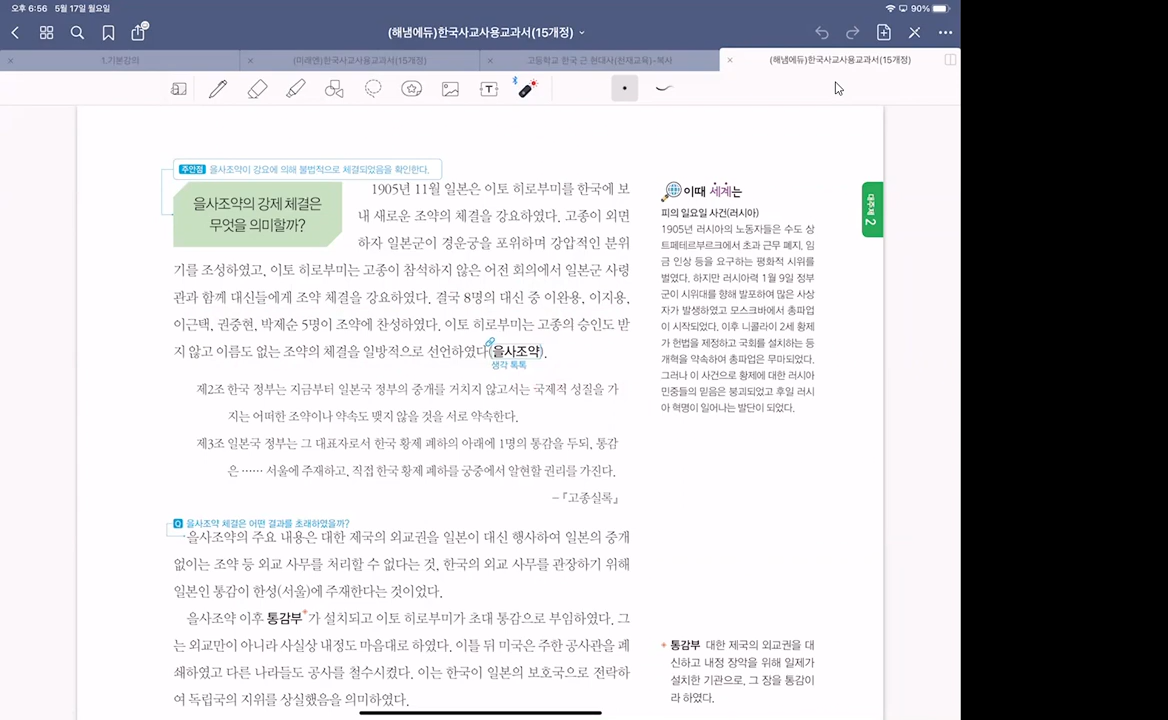 오후 6:56 5월 17일 월요일
90%
(해냄에듀)한국사교사용교과서(15개정)
1.기본강의
(미래엔)한국사교사용교과서(15개정)
고등학교 한국 근 현대사(천재교육)-복사
(해냄에듀)한국사교사용교과서(15개정)
주안점 을사조약이 강요에 의해 불법적으로 체결되었음을 확인한다.
을사조약의 강제 체결은
무엇을 의미할까?
1905년 11월 일본은 이토 히로부미를 한국에 보
내 새로운 조약의 체결을 강요하였다. 고종이 외면
하자 일본군이 경운궁을 포위하며 강압적인 분위
기를 조성하였고, 이토 히로부미는 고종이 참석하지 않은 어전 회의에서 일본군 사령
관과 함께 대신들에게 조약 체결을 강요하였다. 결국 8명의 대신 중 이완용, 이지용,
이근택, 권중현, 박제순 5명이 조약에 찬성하였다. 이토 히로부미는 고종의 승인도 받
지 않고 이름도 없는 조약의 체결을 일방적으로 선언하였다(을사조약).
생각 톡톡
제2조 한국 정부는 지금부터 일본국 정부의 중개를 거치지 않고서는 국제적 성질을 가
지는 어떠한 조약이나 약속도 맺지 않을 것을 서로 약속한다.
제3조 일본국 정부는 그 대표자로서 한국 황제 폐하의 아래에 1명의 통감을 두되, 통감
은 …… 서울에 주재하고, 직접 한국 황제 폐하를 궁중에서 알현할 권리를 가진다.
-『고종실록』
Q 을사조약 체결은 어떤 결과를 초래하였을까?
을사조약의 주요 내용은 대한 제국의 외교권을 일본이 대신 행사하여 일본의 중개
없이는 조약 등 외교 사무를 처리할 수 없다는 것, 한국의 외교 사무를 관장하기 위해
일본인 통감이 한성(서울)에 주재한다는 것이었다.
을사조약 이후 통감부*가 설치되고 이토 히로부미가 초대 통감으로 부임하였다. 그
는 외교만이 아니라 사실상 내정도 마음대로 하였다. 이틀 뒤 미국은 주한 공사관을 폐
쇄하였고 다른 나라들도 공사를 철수시켰다. 이는 한국이 일본의 보호국으로 전락하
여 독립국의 지위를 상실했음을 의미하였다.
이때 세계는
피의 일요일 사건(러시아)
1905년 러시아의 노동자들은 수도 상
트페테르부르크에서 초과 근무 폐지, 임
금 인상 등을 요구하는 평화적 시위를
벌였다. 하지만 러시아력 1월 9일 정부
군이 시위대를 향해 발포하여 많은 사상
자가 발생하였고 모스크바에서 총파업
이 시작되었다. 이후 니콜라이 2세 황제
가 헌법을 제정하고 국회를 설치하는 등
개혁을 약속하여 총파업은 무마되었다.
그러나 이 사건으로 황제에 대한 러시아
민중들의 믿음은 붕괴되었고 후일 러시
아 혁명이 일어나는 발단이 되었다.
대주제 2
* 통감부 대한 제국의 외교권을 대
신하고 내정 장악을 위해 일제가
설치한 기관으로, 그 장을 통감이
라 하였다.